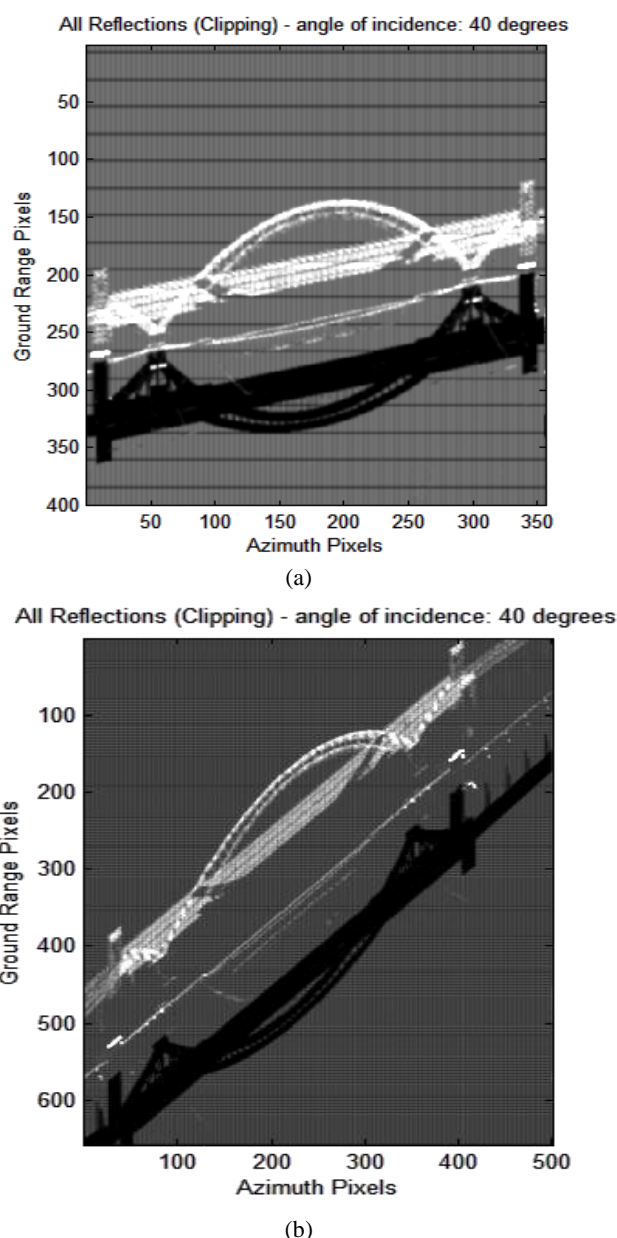 All Reflections (Clipping) - angle of incidence: 40 degrees
Ground Range Pixels
50
100
150
200
250
300
350
400
50 100 150 200 250 300 350
Azimuth Pixels
(a)
All Reflections (Clipping) - angle of incidence: 40 degrees
Ground Range Pixels
100
200
300
400
500
600
100 200 300 400 500
Azimuth Pixels
(b)